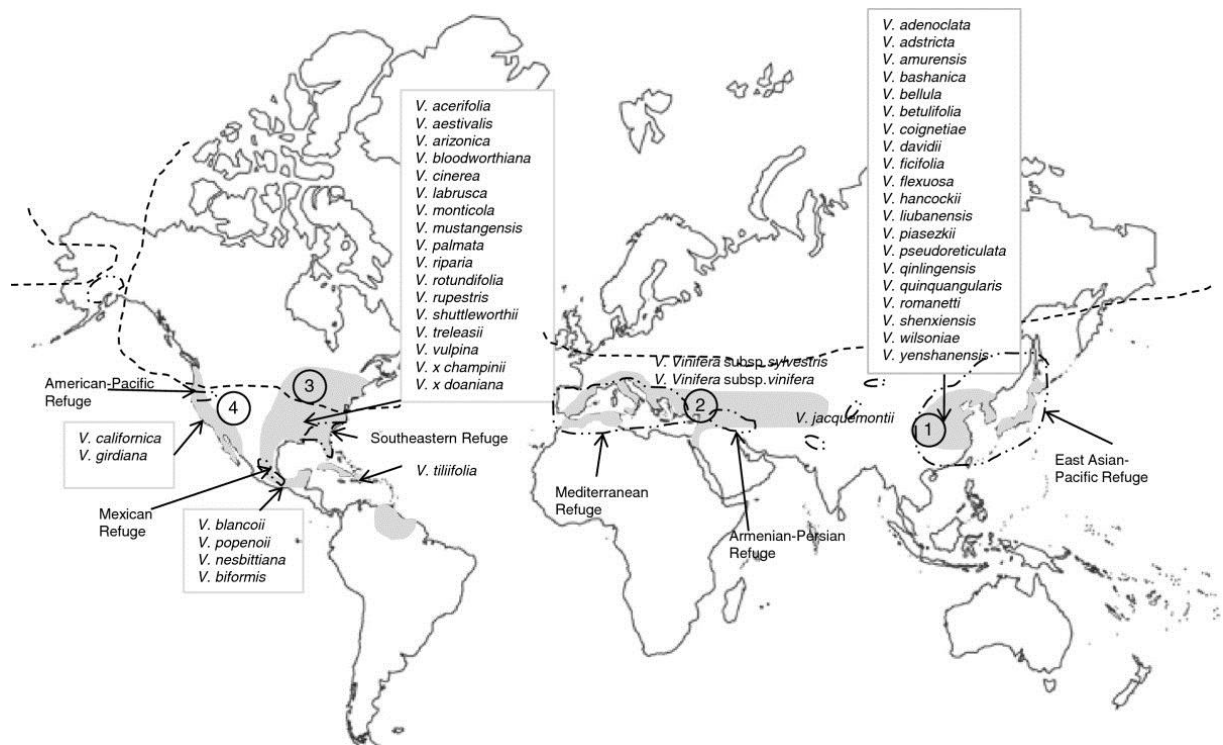 V. acerifolia
V. aestivalis
V. arizonica
V. bloodworthiana
V. cinerea
V. labrusca
V. monticola
V. mustangensis
V. palmata
V. riparia
V. rotundifolia
V. rupestris
V. shuttleworthii
V. treleasii
V. vulpina
V. x champinii
V. x doaniana
V. adenoclata
V. adstricta
V. amurensis
V. bashanica
V. bellula
V. betulifolia
V. coignetiae
V. davidii
V. ficifolia
V. flexuosa
V. hancockii
V. liubanensis
V. piasezkii
V. pseudoreticulata
V. qinlingensis
V. quinquangularis
V. romanetti
V. shenxiensis
V. wilsoniae
V. yenshanensis
American-Pacific
Refuge
4
3
V. californica
V. girdiana
Southeastern Refuge
V. tiliifolia
Mexican
Refuge
V. blancoii
V. popenoii
V. nesbittiana
V. biformis
V. Vinifera subsp. sylvestris
V. Vinifera subsp.vinifera
2
V. jacquemontii
1
Mediterranean
Refuge
Armenian-Persian
Refuge
East Asian-
Pacific Refuge